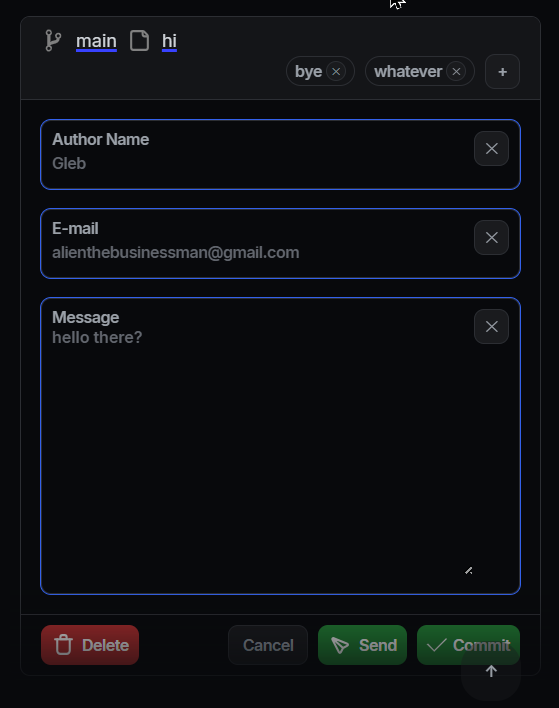 main hi
bye whatever +
Author Name
Gleb
E-mail
alienthebusinessman@gmail.com
Message
hello there?
Delete Cancel Send Commit